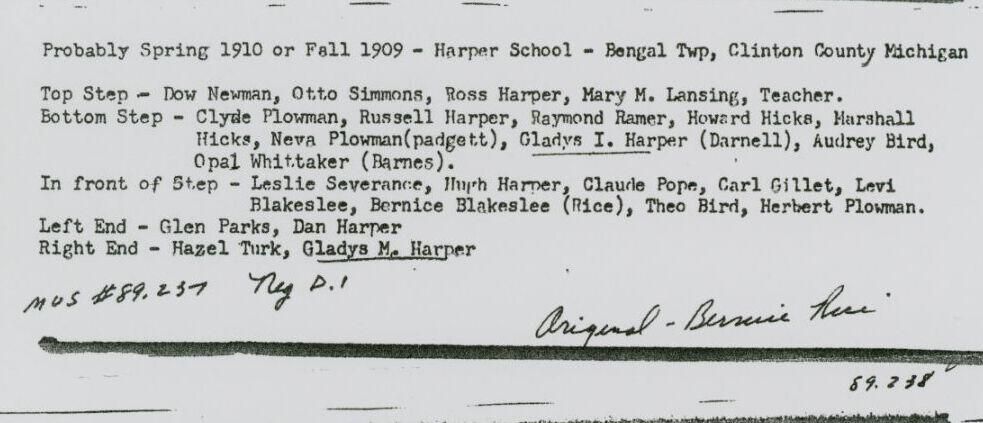 Probably Spring 1910 or Fall 1909 - Harper School - Bengal Twp, Clinton County Michigan
Top Step - Dow Newman, Otto Simmons, Ross Harper, Mary M. Lansing, Teacher.
Bottom Step - Clyde Plowman, Russell Harper, Raymond Ramer, Howard Hicks, Marshall
Hicks, Neva Plowman(padgett), Gladys I. Harper (Darnell), Audrey Bird,
Opal Whittaker (Barnes).
In front of Step - Leslie Severance, Hugh Harper, Claude Pope, Carl Gillet, Levi
Blakeslee, Bernice Blakeslee (Rice), Theo Bird, Herbert Plowman.
Left End - Glen Parks, Dan Harper
Right End - Hazel Turk, Gladys M. Harper
MUS #89.237 Neg D.1
Original - Bernice Rice
89.238